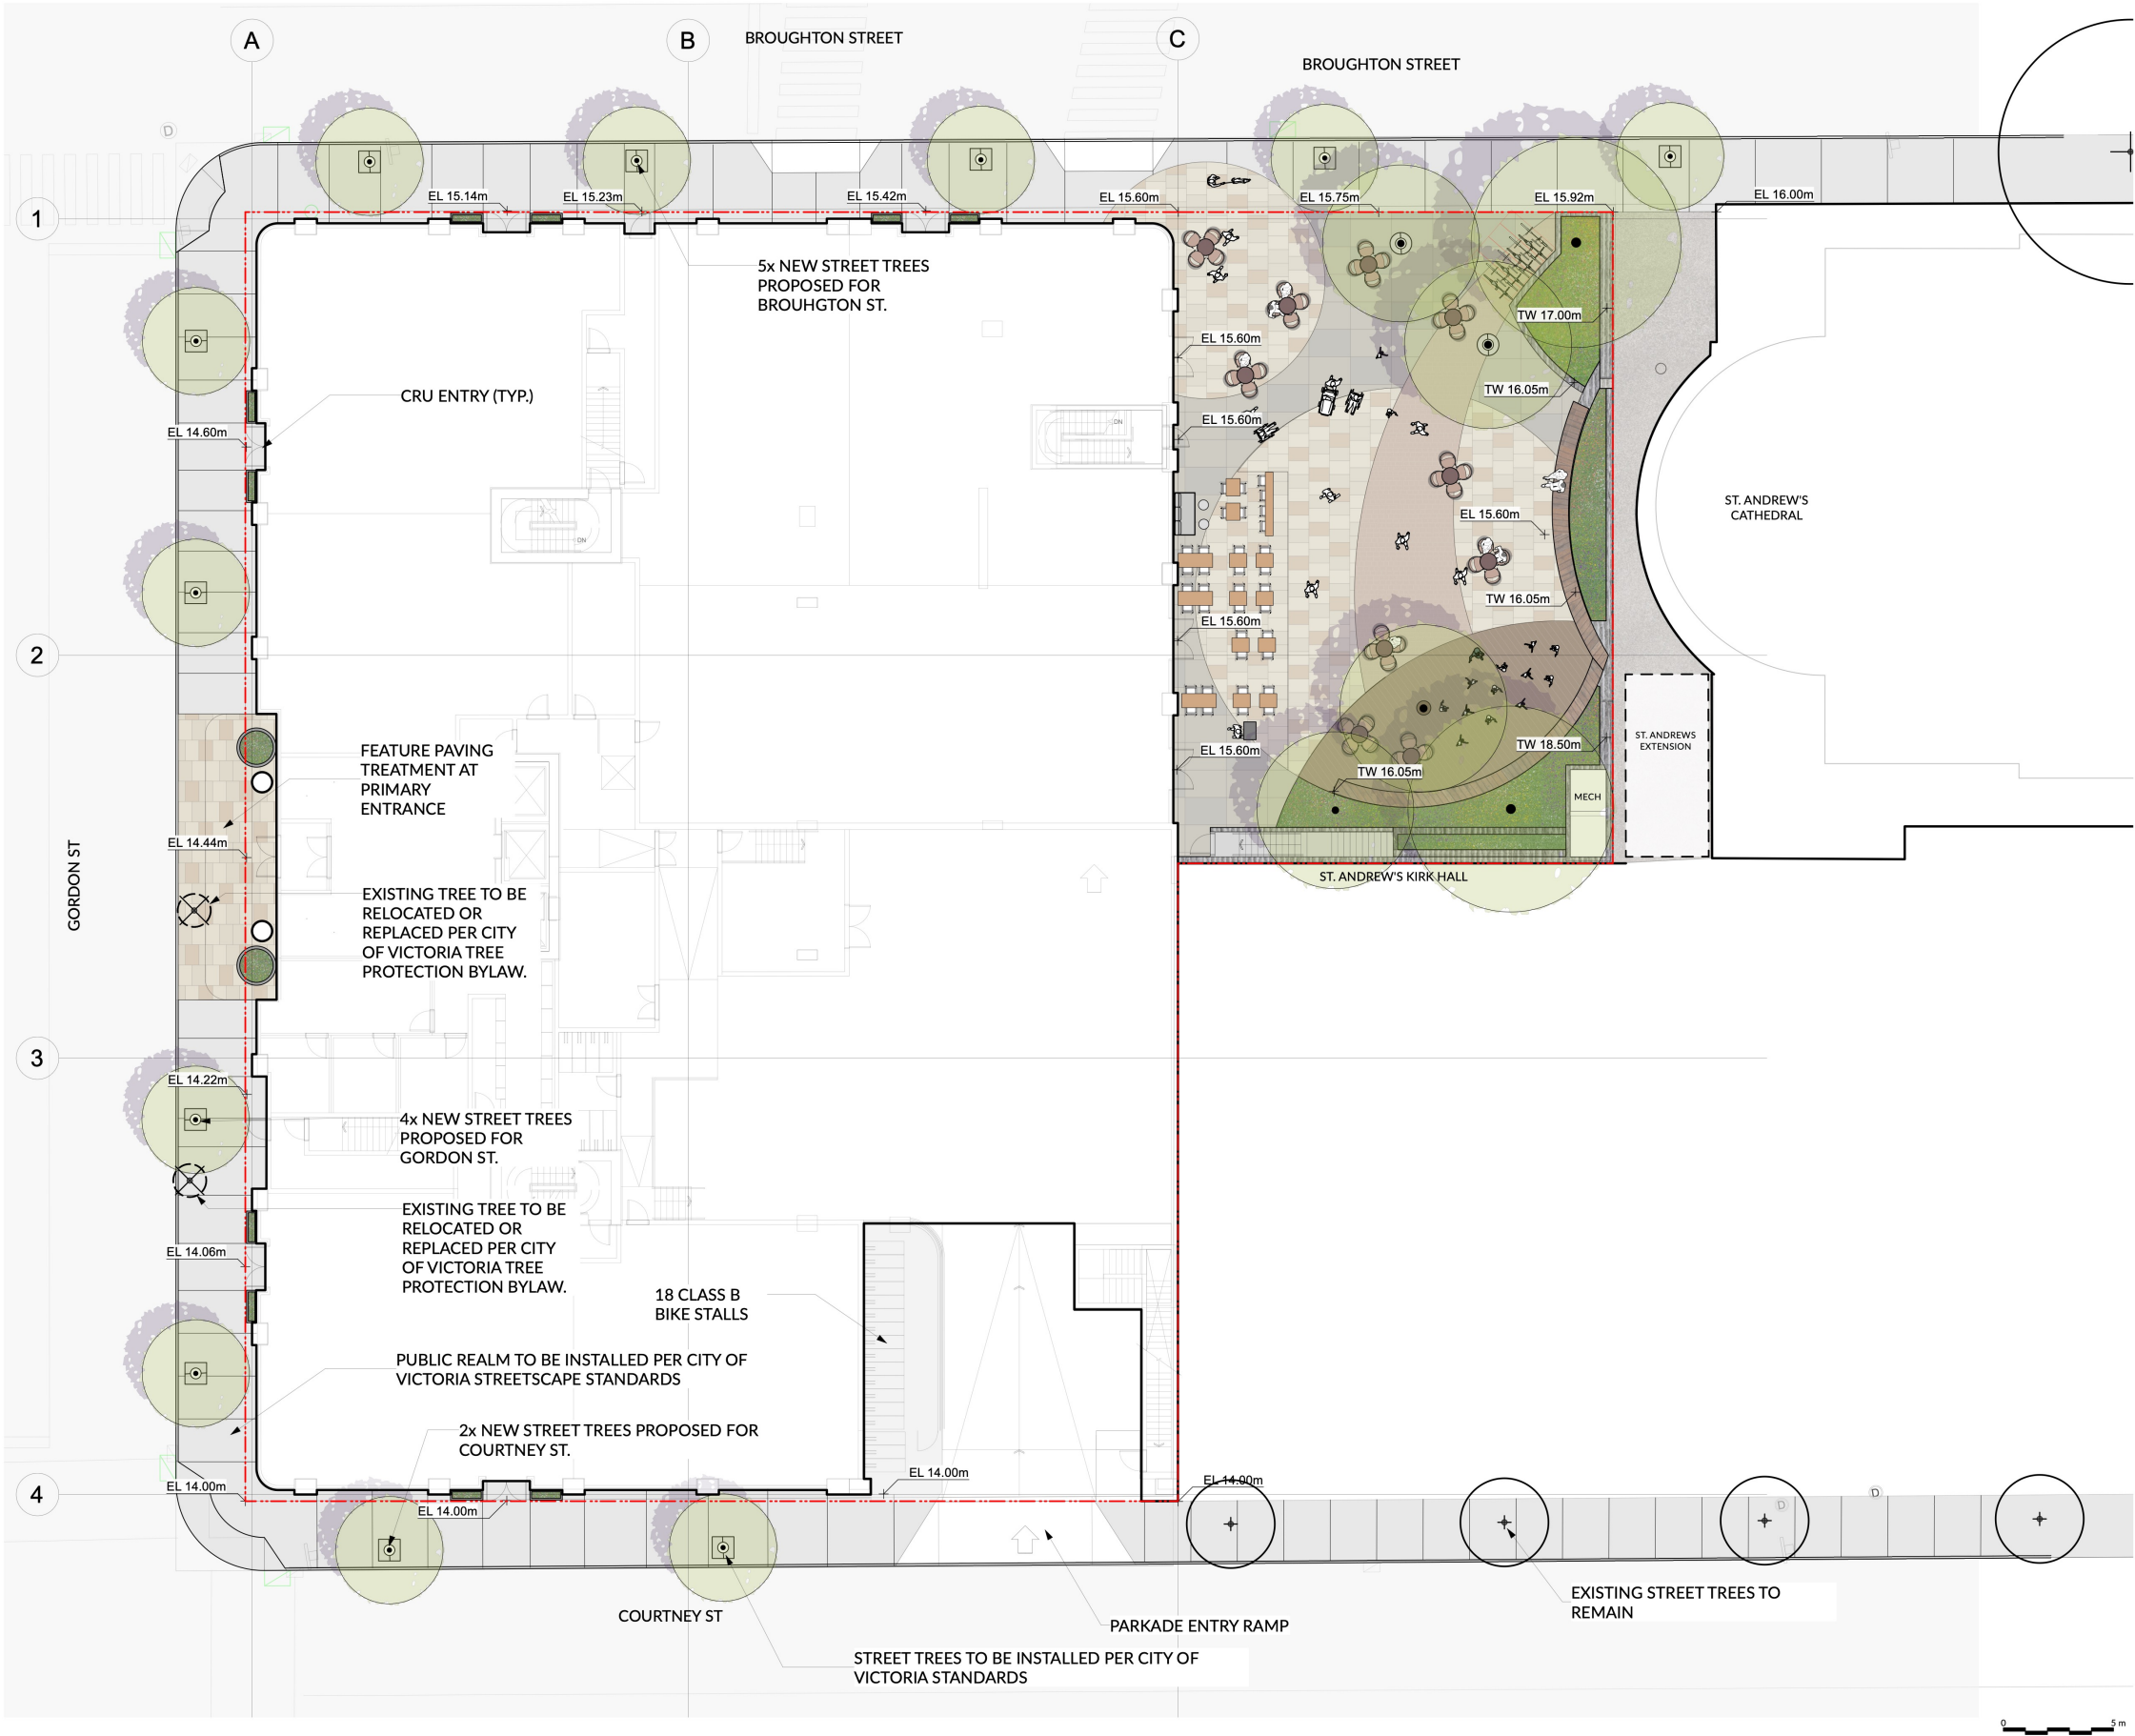 A
B
BROUGHTON STREET
C
BROUGHTON STREET
D
1
EL 15.14m
EL 15.23m
EL 15.42m
EL 15.60m
EL 15.75m
EL 15.92m
EL 16.00m
5x NEW STREET TREES
PROPOSED FOR
BROUHGTON ST.
TW 17.00m
EL 15.60m
TW 16.05m
CRU ENTRY (TYP.)
EL 15.60m
DN
EL 14.60m
ST. ANDREW'S
CATHEDRAL
EL 15.60m
DN
TW 16.05m
EL 15.60m
2
FEATURE PAVING
TREATMENT AT
PRIMARY
ENTRANCE
EL 15.60m
TW 18.50m
ST. ANDREWS
EXTENSION
TW 16.05m
MECH
EL 14.44m
GORDON ST
ST. ANDREW'S KIRK HALL
EXISTING TREE TO BE
RELOCATED OR
REPLACED PER CITY
OF VICTORIA TREE
PROTECTION BYLAW.
3
EL 14.22m
4x NEW STREET TREES
PROPOSED FOR
GORDON ST.
EXISTING TREE TO BE
RELOCATED OR
REPLACED PER CITY
OF VICTORIA TREE
PROTECTION BYLAW.
EL 14.06m
18 CLASS B
BIKE STALLS
PUBLIC REALM TO BE INSTALLED PER CITY OF
VICTORIA STREETSCAPE STANDARDS
2x NEW STREET TREES PROPOSED FOR
COURTNEY ST.
4
EL 14.00m
EL 14.00m
EL 14.00m
EL 14.00m
D
D
COURTNEY ST
PARKADE ENTRY RAMP
EXISTING STREET TREES TO
REMAIN
STREET TREES TO BE INSTALLED PER CITY OF
VICTORIA STANDARDS
0
5 m